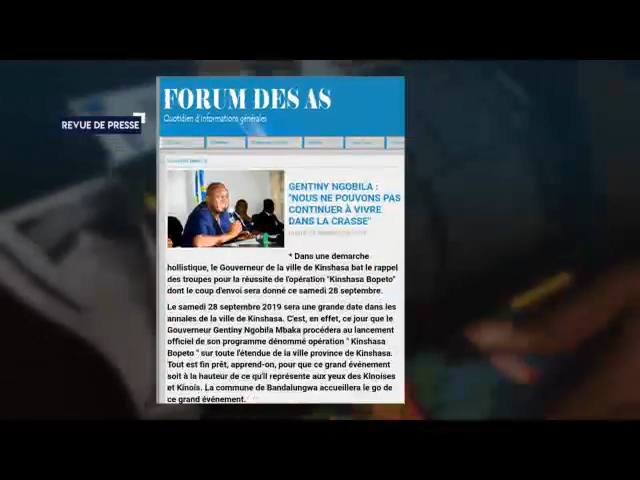 REVUE DE PRESSE
FORUM DES AS
Quotidien d'informations générales
GENTINY NGOBILA :
"NOUS NE POUVONS PAS
CONTINUER À VIVRE
DANS LA CRASSE"
* Dans une demarche
hollistique, le Gouverneur de la ville de Kinshasa bat le rappel
des troupes pour la réussite de l'opération "Kinshasa Bopeto"
dont le coup d'envoi sera donné ce samedi 28 septembre.
Le samedi 28 septembre 2019 sera une grande date dans les
annales de la ville de Kinshasa. C'est, en effet, ce jour que le
Gouverneur Gentiny Ngobila Mbaka procédera au lancement
officiel de son programme dénommé opération " Kinshasa
Bopeto " sur toute l'étendue de la ville province de Kinshasa.
Tout est fin prêt, apprend-on, pour que ce grand événement
soit à la hauteur de ce qu'il représente aux yeux des Kinoises
et Kinois. La commune de Bandalungwa accueillera le go de
ce grand événement.